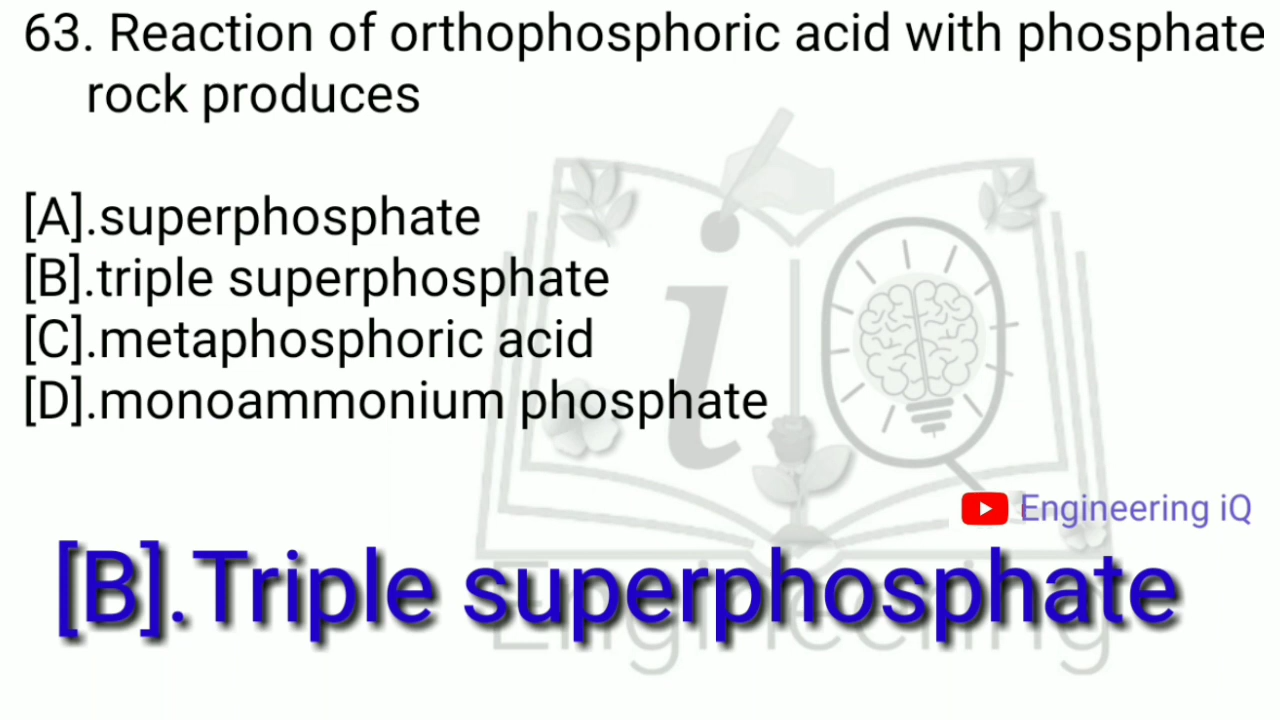 63. Reaction of orthophosphoric acid with phosphate
rock produces
[A].superphosphate
[B].triple superphosphate
[C].metaphosphoric acid
[D].monoammonium phosphate
i
Engineering iQ
[B].Triple superphosphate
Engineering